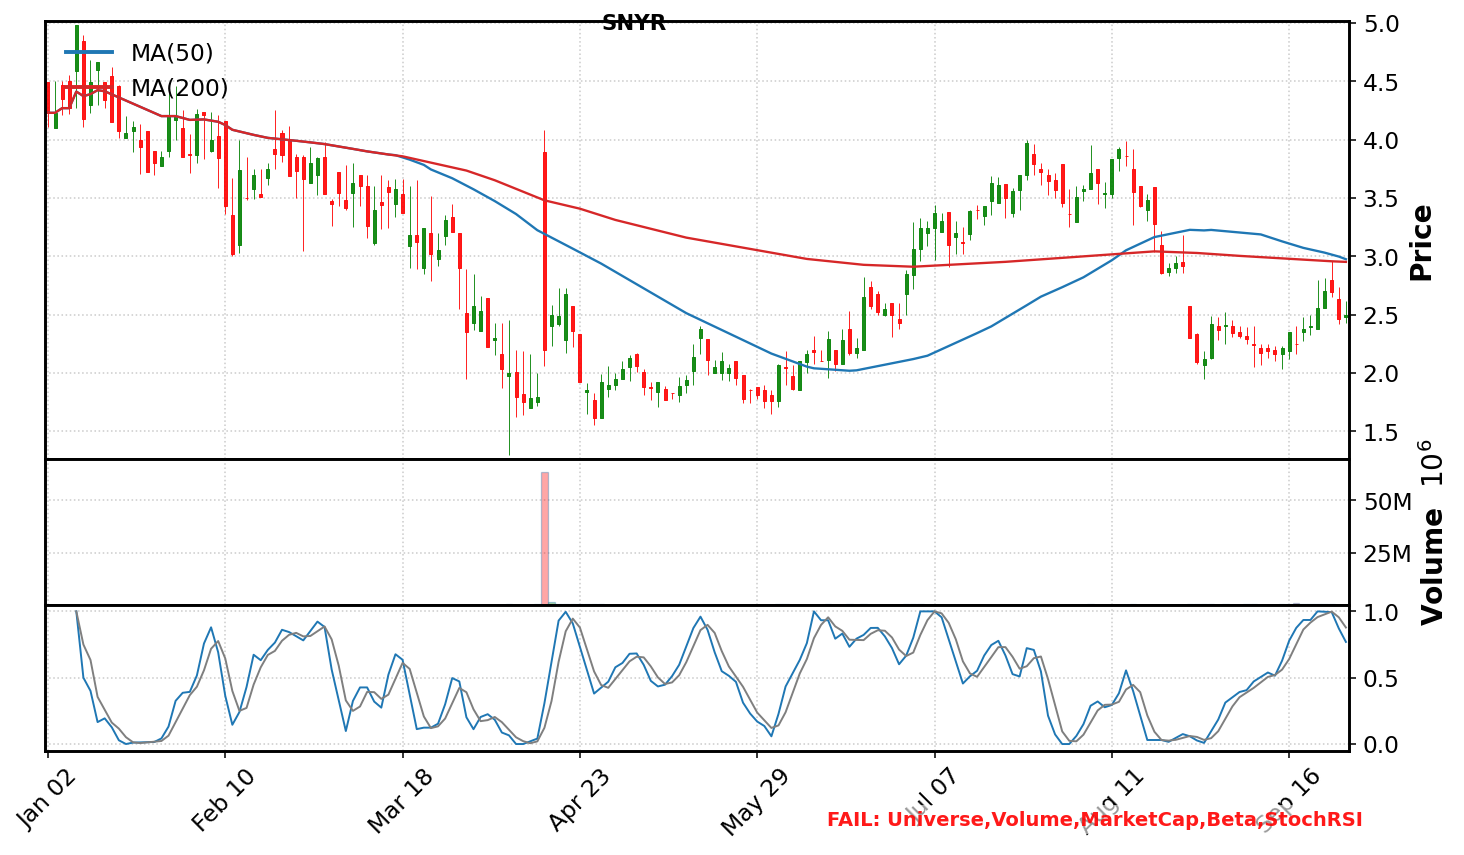 SNYR
MA(50)
MA(200)
5.0
4.5
4.0
3.5
3.0
2.5
2.0
1.5
Price
50M
25M
Volume 10^6
1.0
0.5
0.0
Jan 02
Feb 10
Mar 18
Apr 23
May 29
Jul 07
Aug 11
Sep 16
FAIL: Universe,Volume,MarketCap,Beta,StochRSI